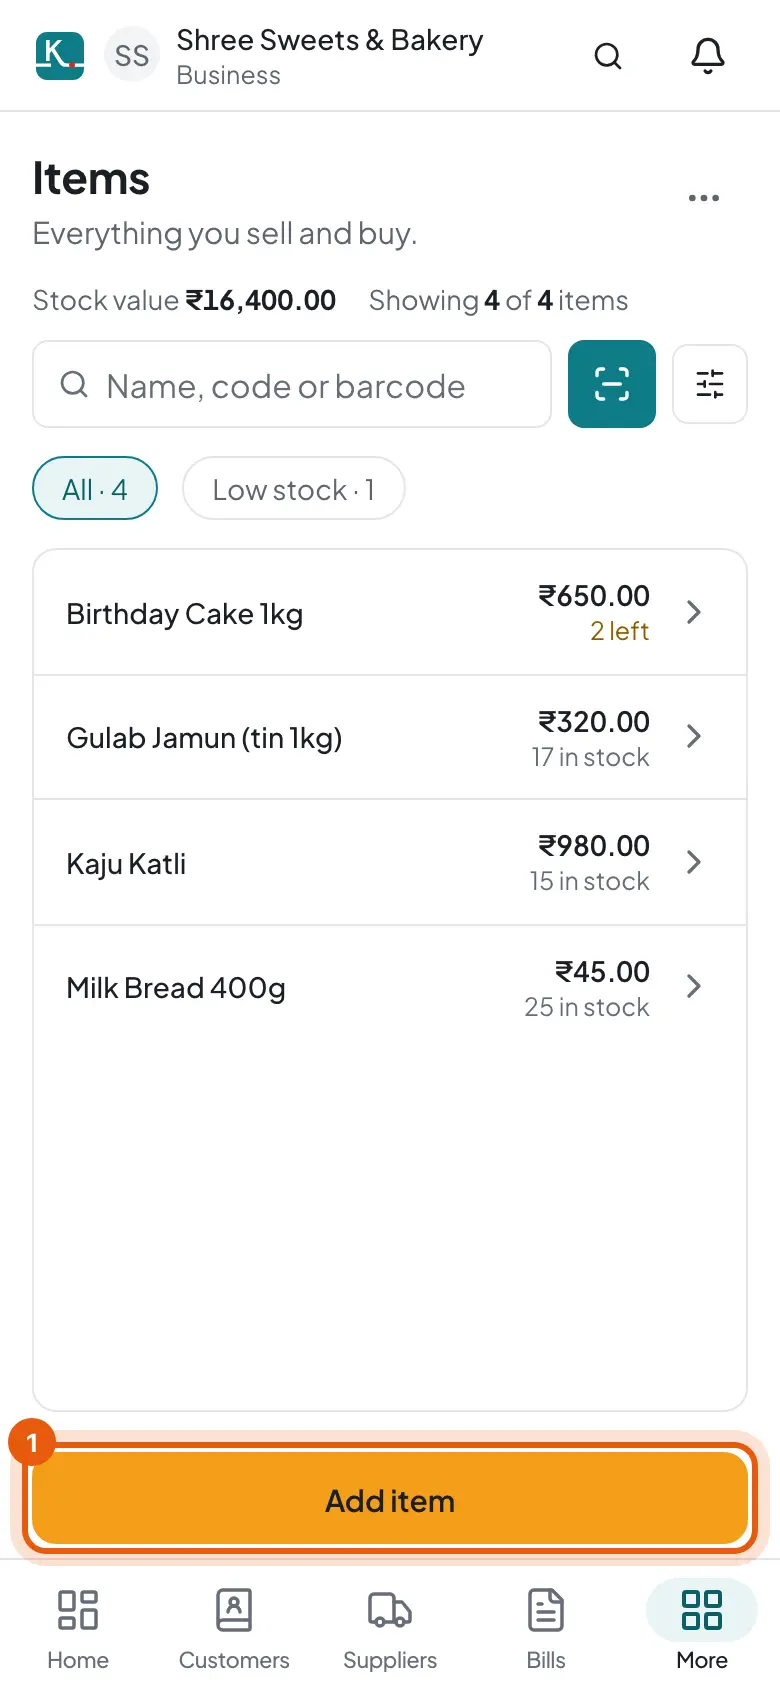 K.
SS
Shree Sweets & Bakery
Business
Items
Everything you sell and buy.
Stock value ₹16,400.00 Showing 4 of 4 items
Name, code or barcode
All · 4
Low stock · 1
Birthday Cake 1kg
₹650.00
2 left
Gulab Jamun (tin 1kg)
₹320.00
17 in stock
Kaju Katli
₹980.00
15 in stock
Milk Bread 400g
₹45.00
25 in stock
1
Add item
Home
Customers
Suppliers
Bills
More